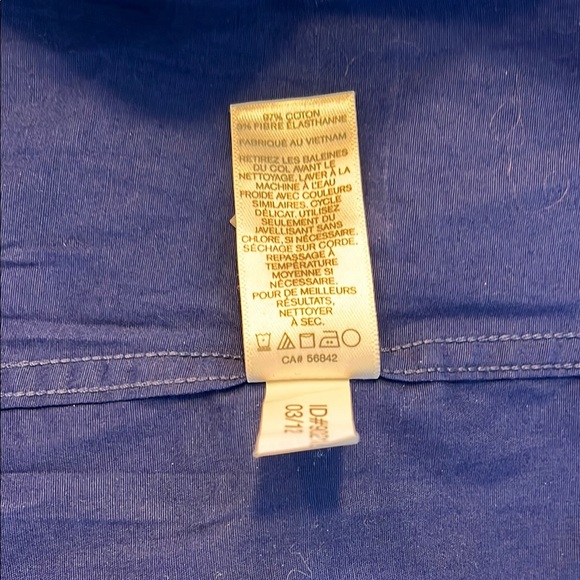 97% COTON
3% FIBRE ÉLASTHANNE
FABRIQUÉ AU VIETNAM
RETIREZ LES BALEINES
DU COL AVANT LE
NETTOYAGE. LAVER À LA
MACHINE À L'EAU
FROIDE AVEC COULEURS
SIMILAIRES. CYCLE
DÉLICAT. UTILISEZ
SEULEMENT DU
JAVELLISANT SANS
CHLORE, SI NÉCESSAIRE.
SÉCHAGE SUR CORDE.
REPASSAGE À
TEMPÉRATURE
MOYENNE SI
NÉCESSAIRE.
POUR DE MEILLEURS
RÉSULTATS,
NETTOYER
À SEC.
CA# 56842
03/12